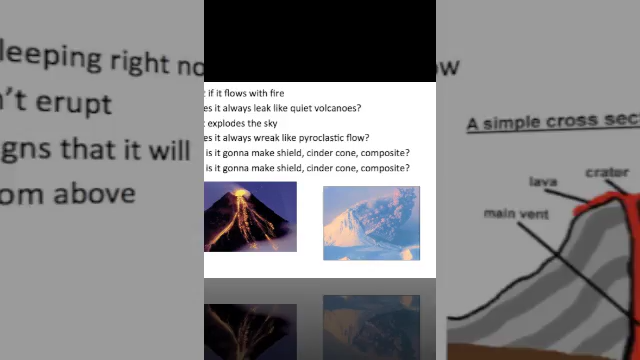 leeping right no
't erupt
igns that it will
om above
if it flows with fire
es it always leak like quiet volcanoes?
explodes the sky
es it always wreak like pyroclastic flow?
is it gonna make shield, cinder cone, composite?
is it gonna make shield, cinder cone, composite?
ow
A simple cross sec
crater
lava
main vent